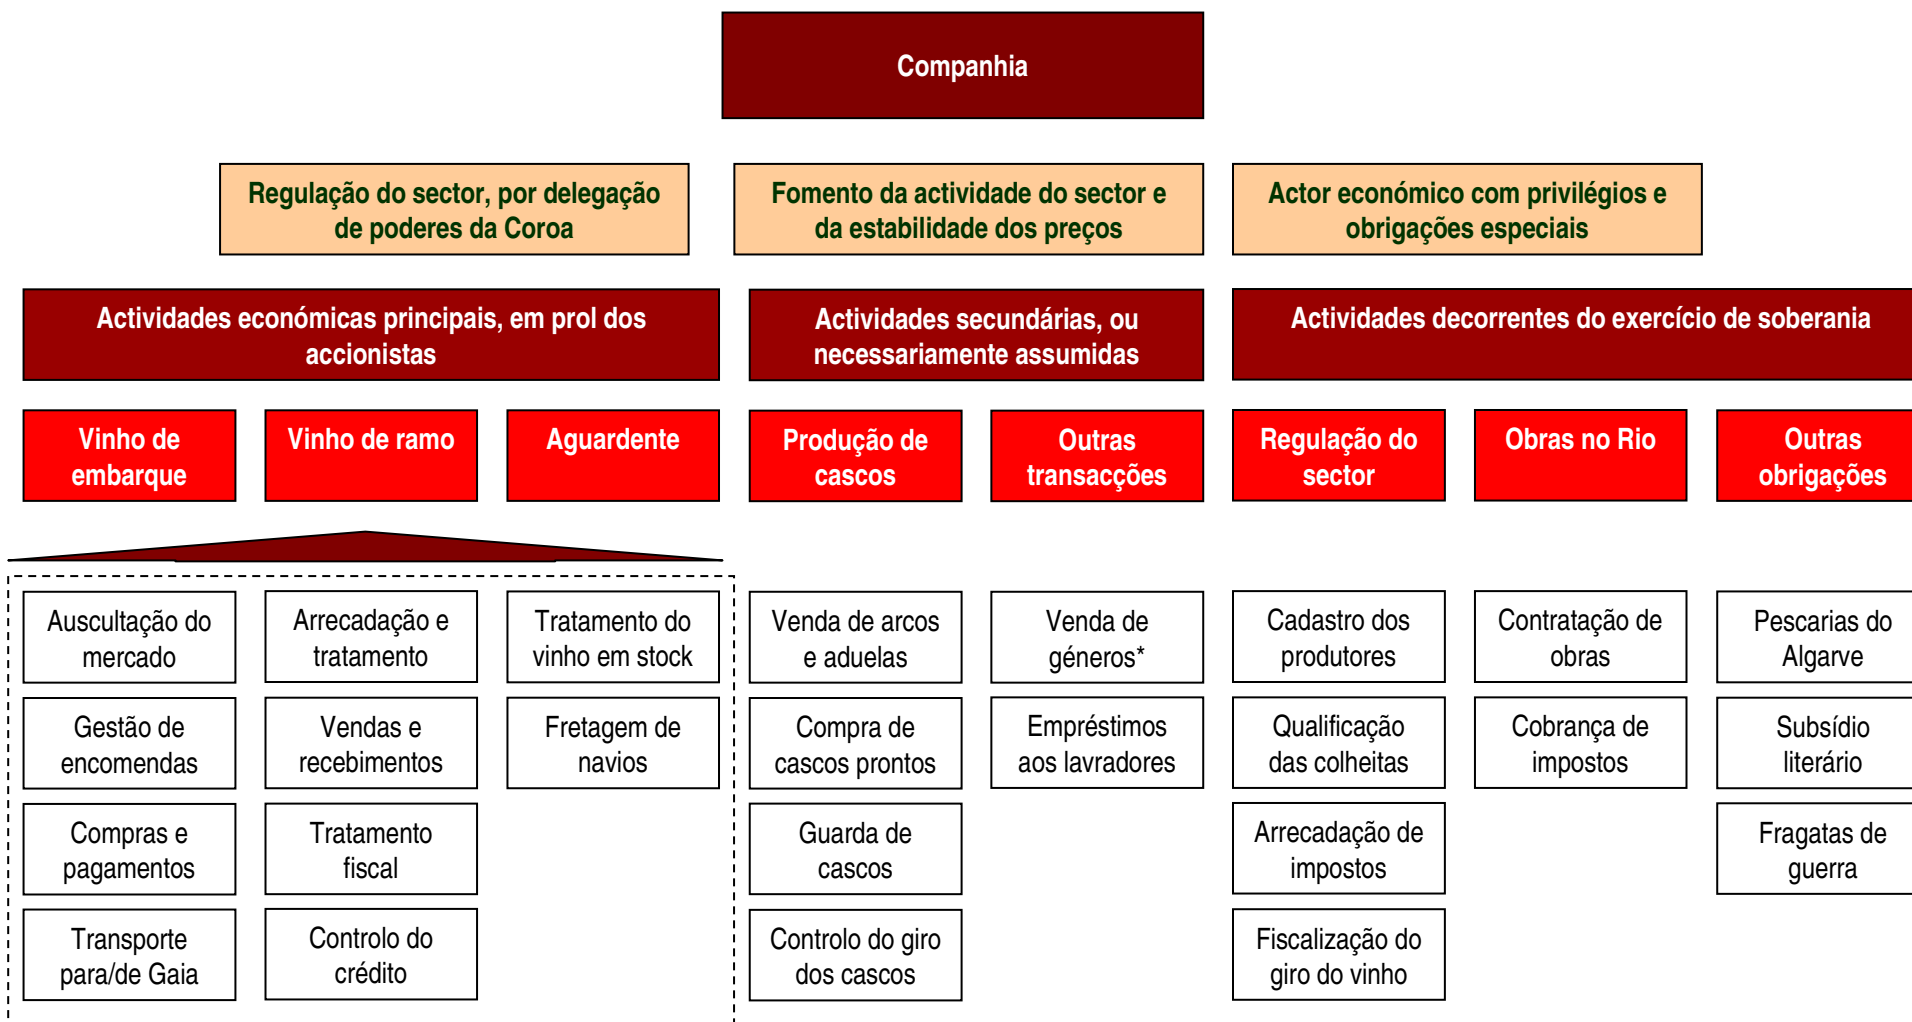 Companhia
Regulação do sector, por delegação
de poderes da Coroa
Fomento da actividade do sector e
da estabilidade dos preços
Actor económico com privilégios e
obrigações especiais
Actividades económicas principais, em prol dos
accionistas
Actividades secundárias, ou
necessariamente assumidas
Actividades decorrentes do exercício de soberania
Vinho de
embarque
Vinho de ramo
Aguardente
Produção de
cascos
Outras
transacções
Regulação do
sector
Obras no Rio
Outras
obrigações
Auscultação do
mercado
Arrecadação e
tratamento
Tratamento do
vinho em stock
Venda de arcos
e aduelas
Venda de
géneros*
Cadastro dos
produtores
Contratação de
obras
Pescarias do
Algarve
Gestão de
encomendas
Vendas e
recebimentos
Fretagem de
navios
Compra de
cascos prontos
Empréstimos
aos lavradores
Qualificação
das colheitas
Cobrança de
impostos
Subsídio
literário
Compras e
pagamentos
Tratamento
fiscal
Guarda de
cascos
Arrecadação de
impostos
Fragatas de
guerra
Transporte
para/de Gaia
Controlo do
crédito
Controlo do giro
dos cascos
Fiscalização do
giro do vinho